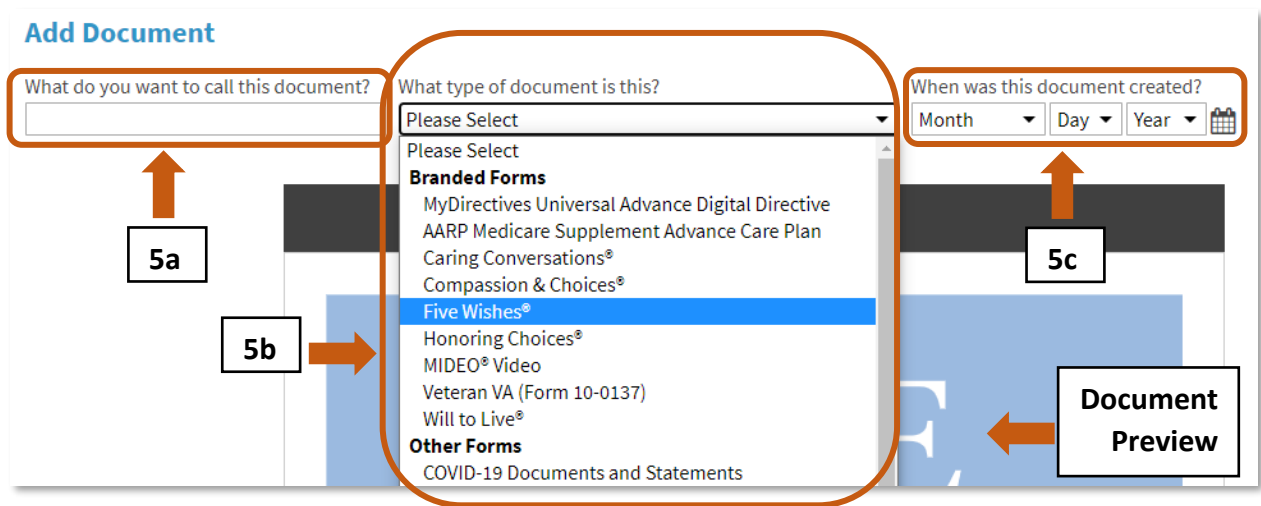 Add Document
What do you want to call this document?
What type of document is this?
When was this document created?
Please Select
Month
Day
Year
Please Select
Branded Forms
MyDirectives Universal Advance Digital Directive
AARP Medicare Supplement Advance Care Plan
Caring Conversations®
Compassion & Choices®
Five Wishes®
Honoring Choices®
MIDEO® Video
Veteran VA (Form 10-0137)
Will to Live®
Other Forms
COVID-19 Documents and Statements
5a
5b
5c
Document
Preview
E